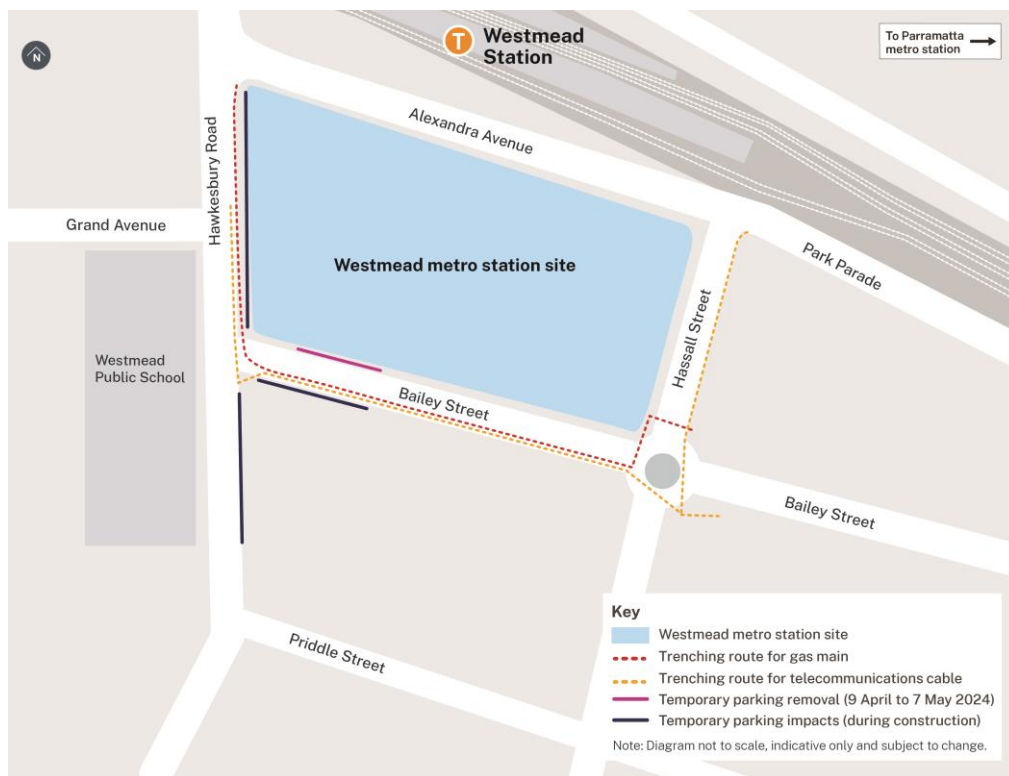 N
T
Westmead
Station
To Parramatta
metro station
Hawkesbury Road
Alexandra Avenue
Grand Avenue
Westmead metro station site
Park Parade
Hassall Street
Westmead
Public School
Bailey Street
Bailey Street
Priddle Street
Key
Westmead metro station site
Trenching route for gas main
Trenching route for telecommunications cable
Temporary parking removal (9 April to 7 May 2024)
Temporary parking impacts (during construction)
Note: Diagram not to scale, indicative only and subject to change.